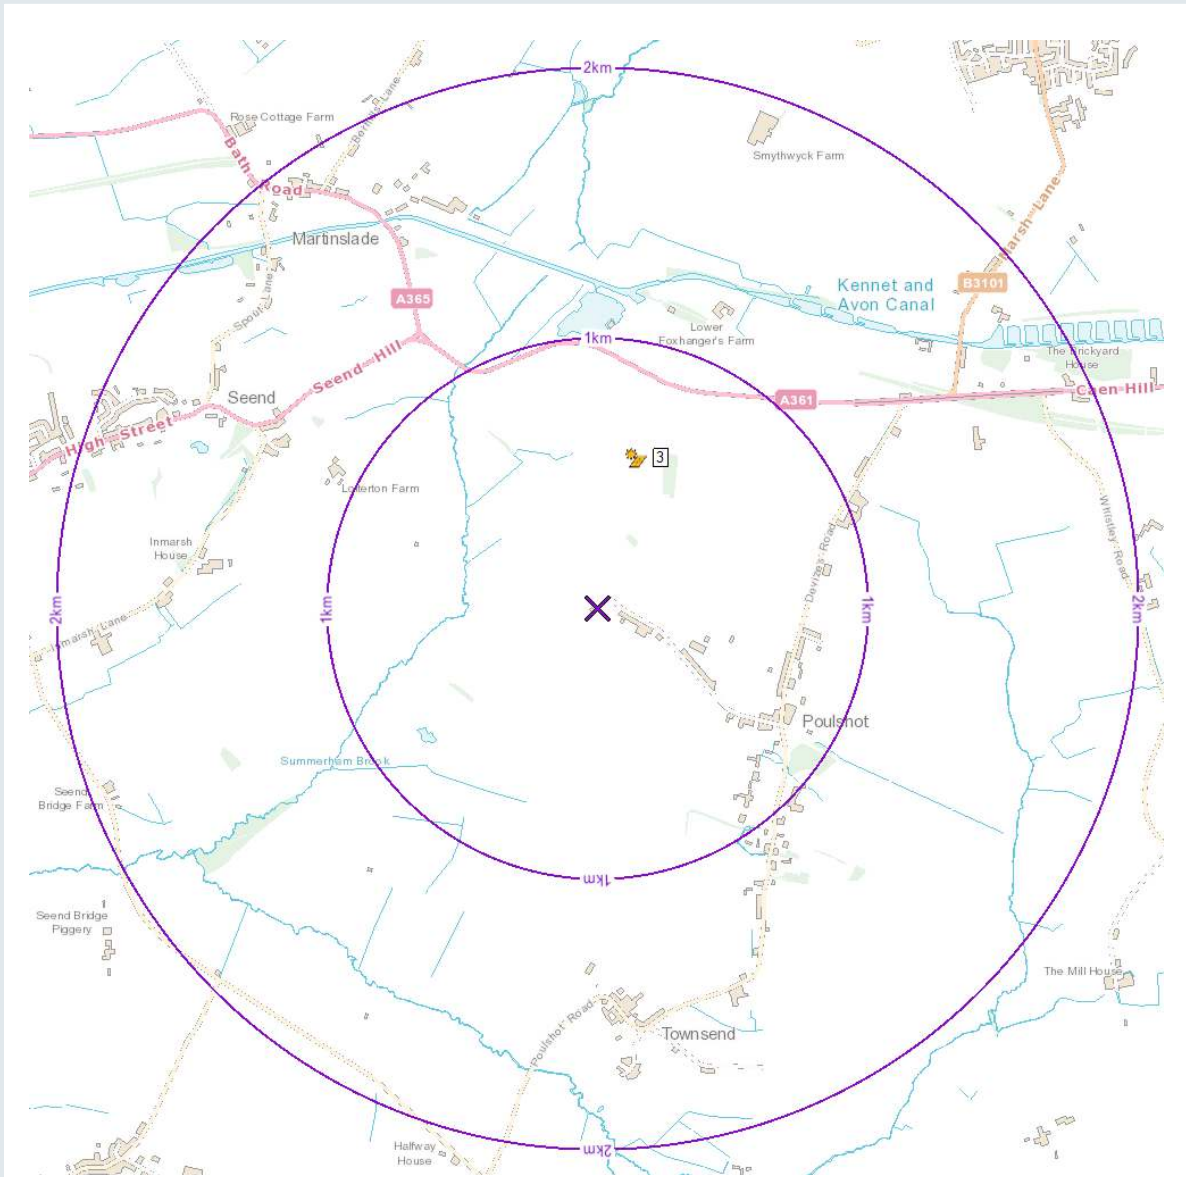 2km
Rose Cottage Farm
Berhills Lane
Smythwyck Farm
Bath Road
Marsh Lane
Martinslade
Kennet and
Avon Canal
B3101
A365
Spout Lane
Lower
Foxhanger's Farm
1km
The Brickyard
House
Seend Hill
Seend
A361
Caen Hill
High Street
3
Lotterton Farm
Whistley Road
Inmarsh
House
Devizes Road
2km
1km
1km
2km
Inmarsh Lane
Poulshot
Summerham Brook
Seend
Bridge Farm
1km
Seend Bridge
Piggery
The Mill House
Poulshot Road
Townsend
Halfway
House
2km